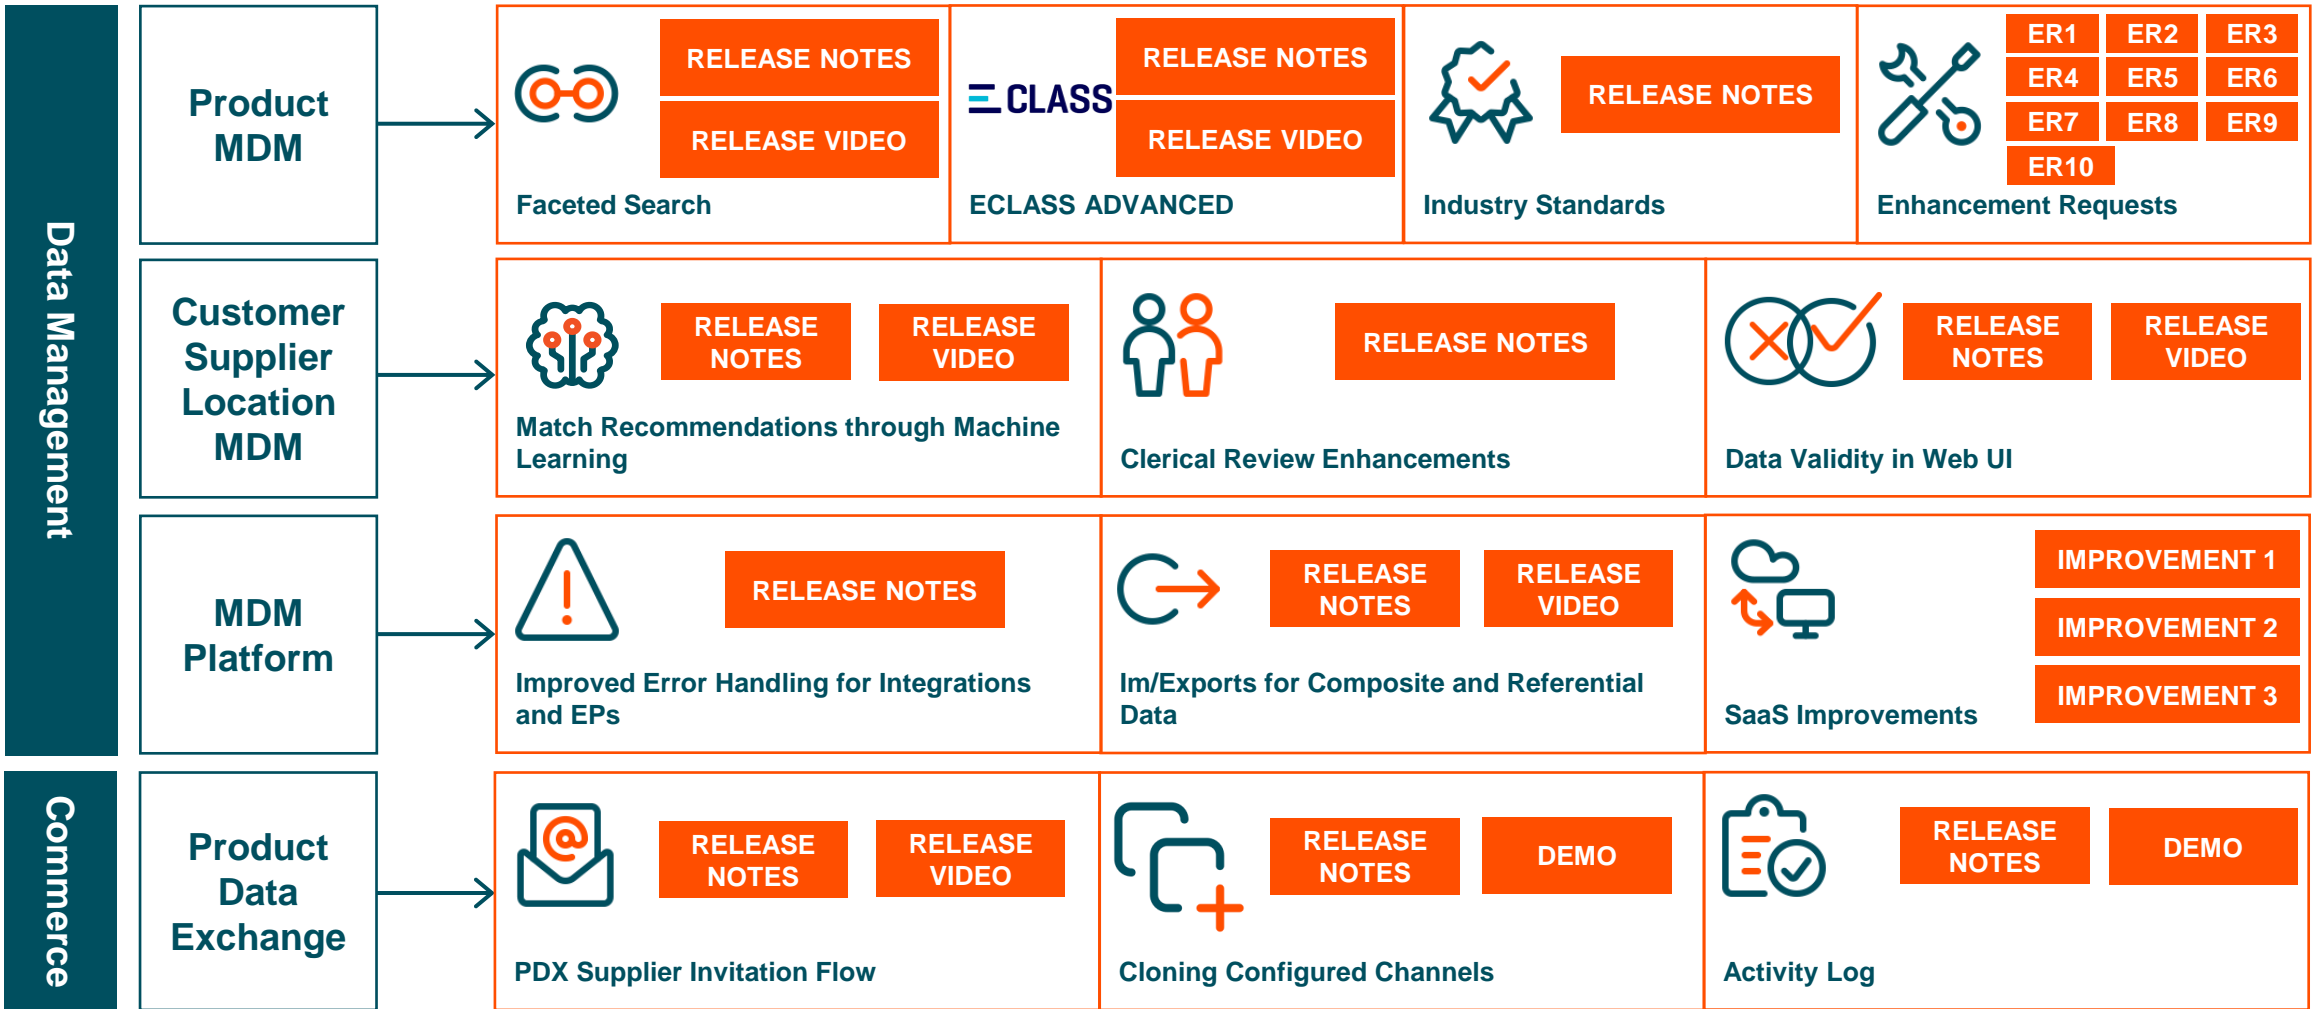 Data Management
Product
MDM
RELEASE NOTES
RELEASE VIDEO
Faceted Search
ECLASS
RELEASE NOTES
RELEASE VIDEO
ECLASS ADVANCED
RELEASE NOTES
Industry Standards
ER1 ER2 ER3
ER4 ER5 ER6
ER7 ER8 ER9
ER10
Enhancement Requests
Customer
Supplier
Location
MDM
RELEASE
NOTES
RELEASE
VIDEO
Match Recommendations through Machine
Learning
RELEASE NOTES
Clerical Review Enhancements
RELEASE
NOTES
RELEASE
VIDEO
Data Validity in Web UI
MDM
Platform
RELEASE NOTES
Improved Error Handling for Integrations
and EPs
RELEASE
NOTES
RELEASE
VIDEO
Im/Exports for Composite and Referential
Data
IMPROVEMENT 1
IMPROVEMENT 2
IMPROVEMENT 3
SaaS Improvements
Commerce
Product
Data
Exchange
@
RELEASE
NOTES
RELEASE
VIDEO
PDX Supplier Invitation Flow
RELEASE
NOTES
DEMO
Cloning Configured Channels
RELEASE
NOTES
DEMO
Activity Log